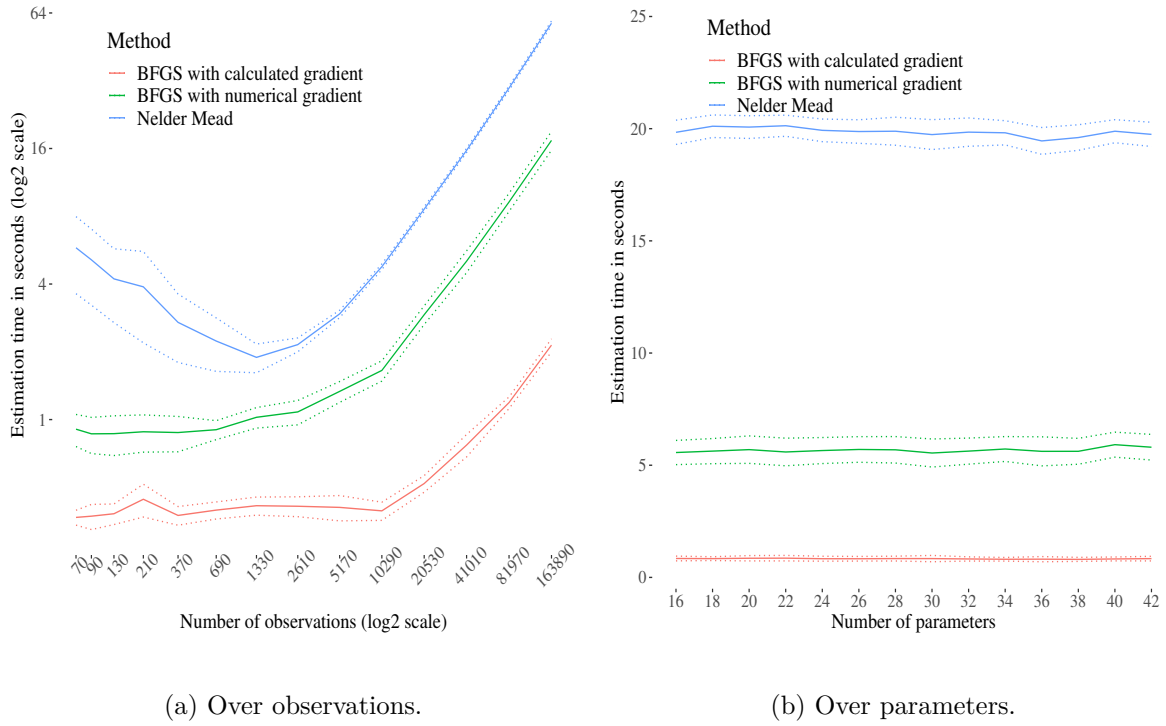 64
16
4
1
Estimation time in seconds (log2 scale)
Method
BFGS with calculated gradient
BFGS with numerical gradient
Nelder Mead
70
90
130
210
370
690
1330
2610
5170
10290
20530
41010
81970
163890
Number of observations (log2 scale)
(a) Over observations.
25
20
15
10
5
0
Estimation time in seconds
Method
BFGS with calculated gradient
BFGS with numerical gradient
Nelder Mead
16 18 20 22 24 26 28 30 32 34 36 38 40 42
Number of parameters
(b) Over parameters.